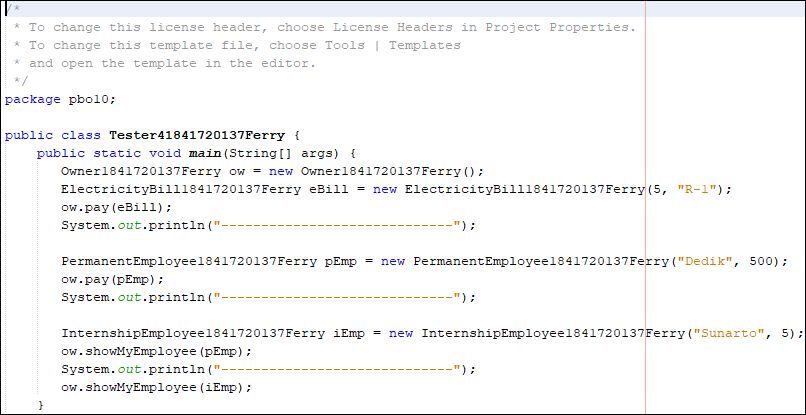 /*
 * To change this license header, choose License Headers in Project Properties.
 * To change this template file, choose Tools | Templates
 * and open the template in the editor.
 */
package pbo10;

public class Tester41841720137Ferry {
    public static void main(String[] args) {
       Owner1841720137Ferry ow = new Owner1841720137Ferry();
       ElectricityBill1841720137Ferry eBill = new ElectricityBill1841720137Ferry(5, "R-1");
       ow.pay(eBill);
       System.out.println("-----------------------------");

       PermanentEmployee1841720137Ferry pEmp = new PermanentEmployee1841720137Ferry("Dedik", 500);
       ow.pay(pEmp);
       System.out.println("-----------------------------");

       InternshipEmployee1841720137Ferry iEmp = new InternshipEmployee1841720137Ferry("Sunarto", 5);
       ow.showMyEmployee(pEmp);
       System.out.println("-----------------------------");
       ow.showMyEmployee(iEmp);
    }